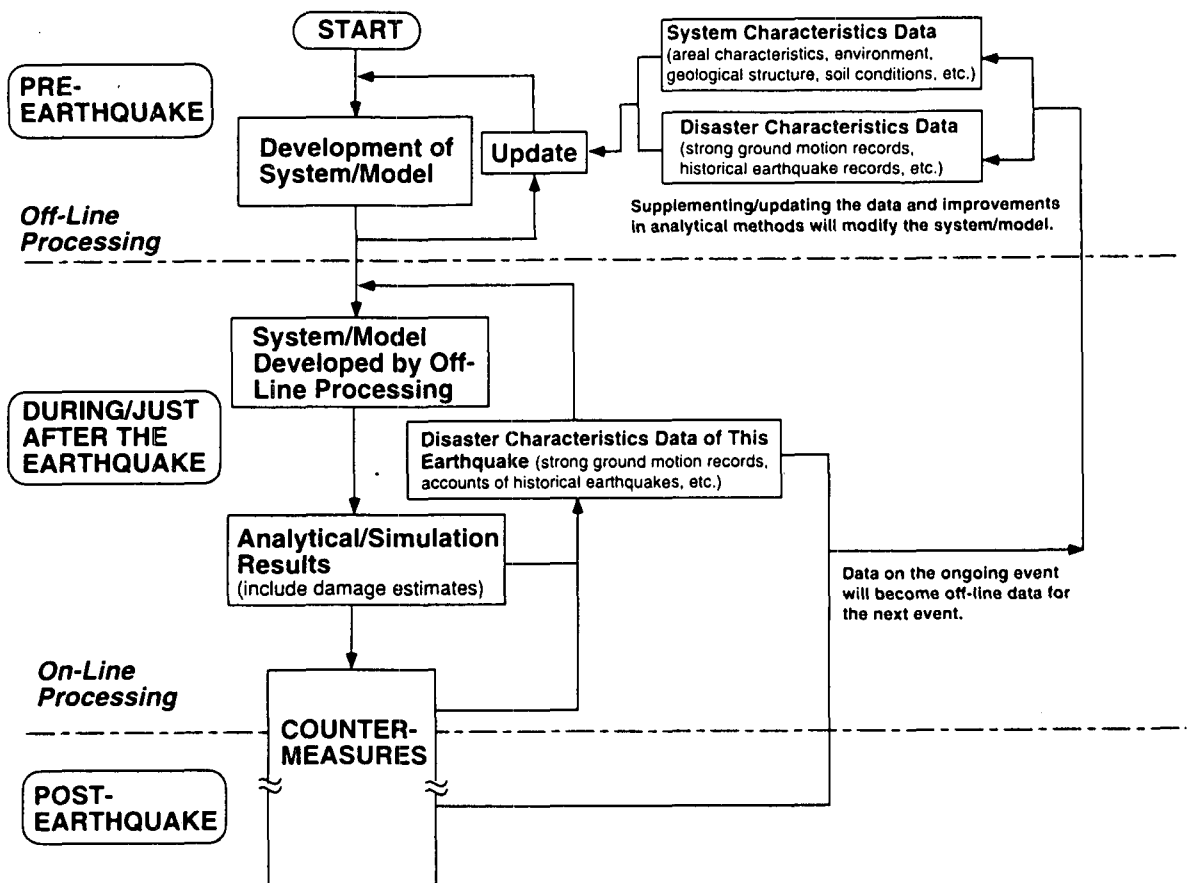 START
PRE-
EARTHQUAKE
Development of
System/Model
Update
System Characteristics Data
(areal characteristics, environment,
geological structure, soil conditions, etc.)
Disaster Characteristics Data
(strong ground motion records,
historical earthquake records, etc.)
Supplementing/updating the data and improvements
in analytical methods will modify the system/model.
Off-Line
Processing
System/Model
Developed by Off-
Line Processing
DURING/JUST
AFTER THE
EARTHQUAKE
Disaster Characteristics Data of This
Earthquake (strong ground motion records,
accounts of historical earthquakes, etc.)
Analytical/Simulation
Results
(include damage estimates)
Data on the ongoing event
will become off-line data for
the next event.
On-Line
Processing
COUNTER-
MEASURES
POST-
EARTHQUAKE